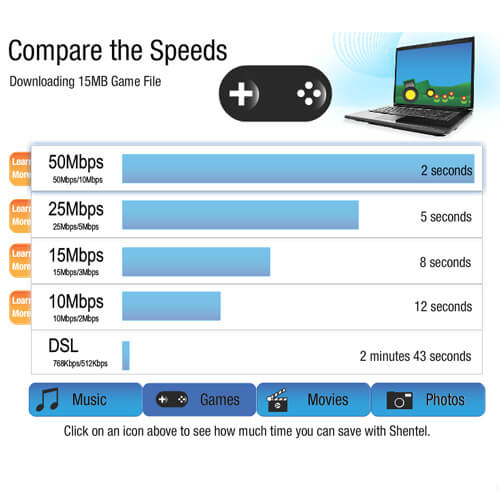 Compare the Speeds
Downloading 15MB Game File
Learn
More
50Mbps
50Mbps/10Mbps
2 seconds
Learn
More
25Mbps
25Mbps/5Mbps
5 seconds
Learn
More
15Mbps
15Mbps/3Mbps
8 seconds
Learn
More
10Mbps
10Mbps/2Mbps
12 seconds
DSL
768Kbps/512Kbps
2 minutes 43 seconds
Music
Games
Movies
Photos
Click on an icon above to see how much time you can save with Shentel.